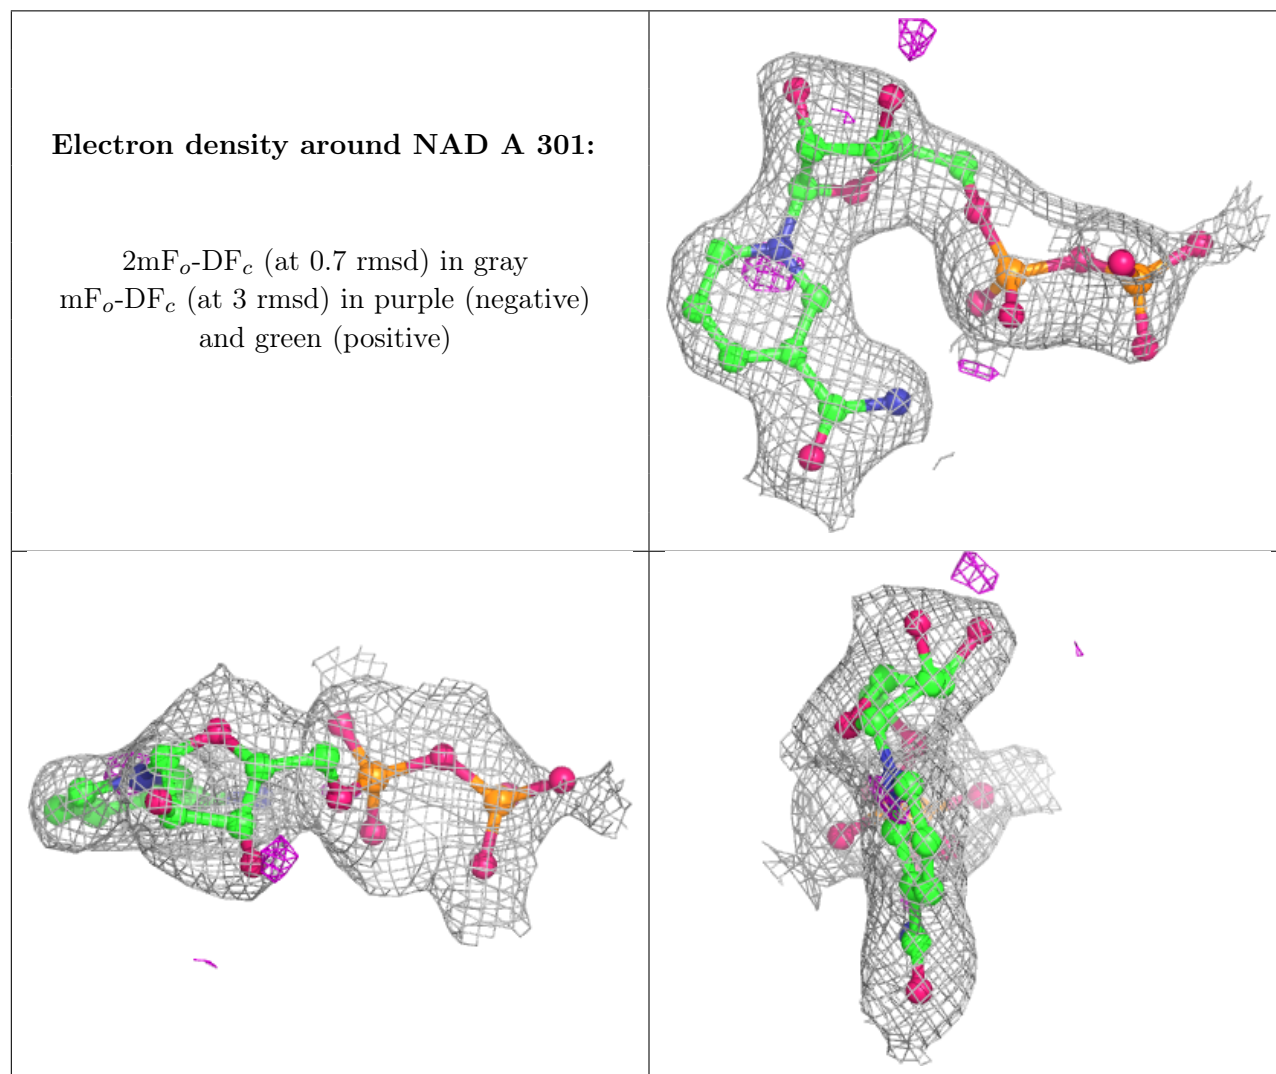 Electron density around NAD A 301:
2mFo-DFc (at 0.7 rmsd) in gray
mFo-DFc (at 3 rmsd) in purple (negative)
and green (positive)